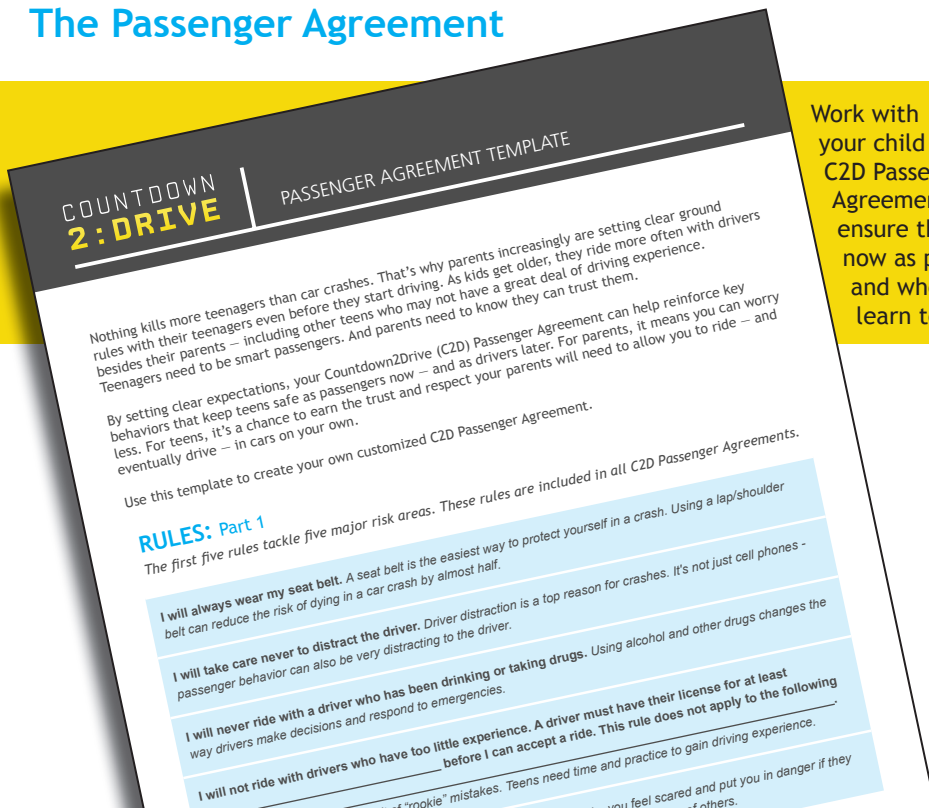 The Passenger Agreement
Work with
your child
C2D
now as
and
learn
COUNTDOWN
2:DRIVE
PASSENGER AGREEMENT TEMPLATE
Nothing kills more teenagers than car crashes. That's why parents increasingly are setting clear ground
rules with their teenagers even before they start driving. As kids get older, they ride more often with drivers
besides their parents — including other teens who may not have a great deal of driving experience.
Teenagers need to be smart passengers. And parents need to know they can trust them.
By setting clear expectations, your Countdown2Drive (C2D) Passenger Agreement can help reinforce key
behaviors that keep teens safe as passengers now — and as drivers later. For parents, it means you can worry
less. For teens, it's a chance to earn the trust and respect your parents will need to allow you to ride — and
eventually drive — in cars on your own.
Use this template to create your own customized C2D Passenger Agreement.
RULES: Part 1
The first five rules tackle five major risk areas. These rules are included in all C2D Passenger Agreements.
I will always wear my seat belt. A seat belt is the easiest way to protect yourself in a crash. Using a lap/shoulder
belt can reduce the risk of dying in a car crash by almost half.
I will take care never to distract the driver. Driver distraction is a top reason for crashes. It's not just cell phones -
passenger behavior can also be very distracting to the driver.
I will never ride with a driver who has been drinking or taking drugs. Using alcohol and other drugs changes the
way drivers make decisions and respond to emergencies.
I will not ride with drivers who have too little experience. A driver must have their license for at least
before I can accept a ride. This rule does not apply to the following
.
"rookie" mistakes. Teens need time and practice to gain driving experience.
you feel scared and put you in danger if they
of others.